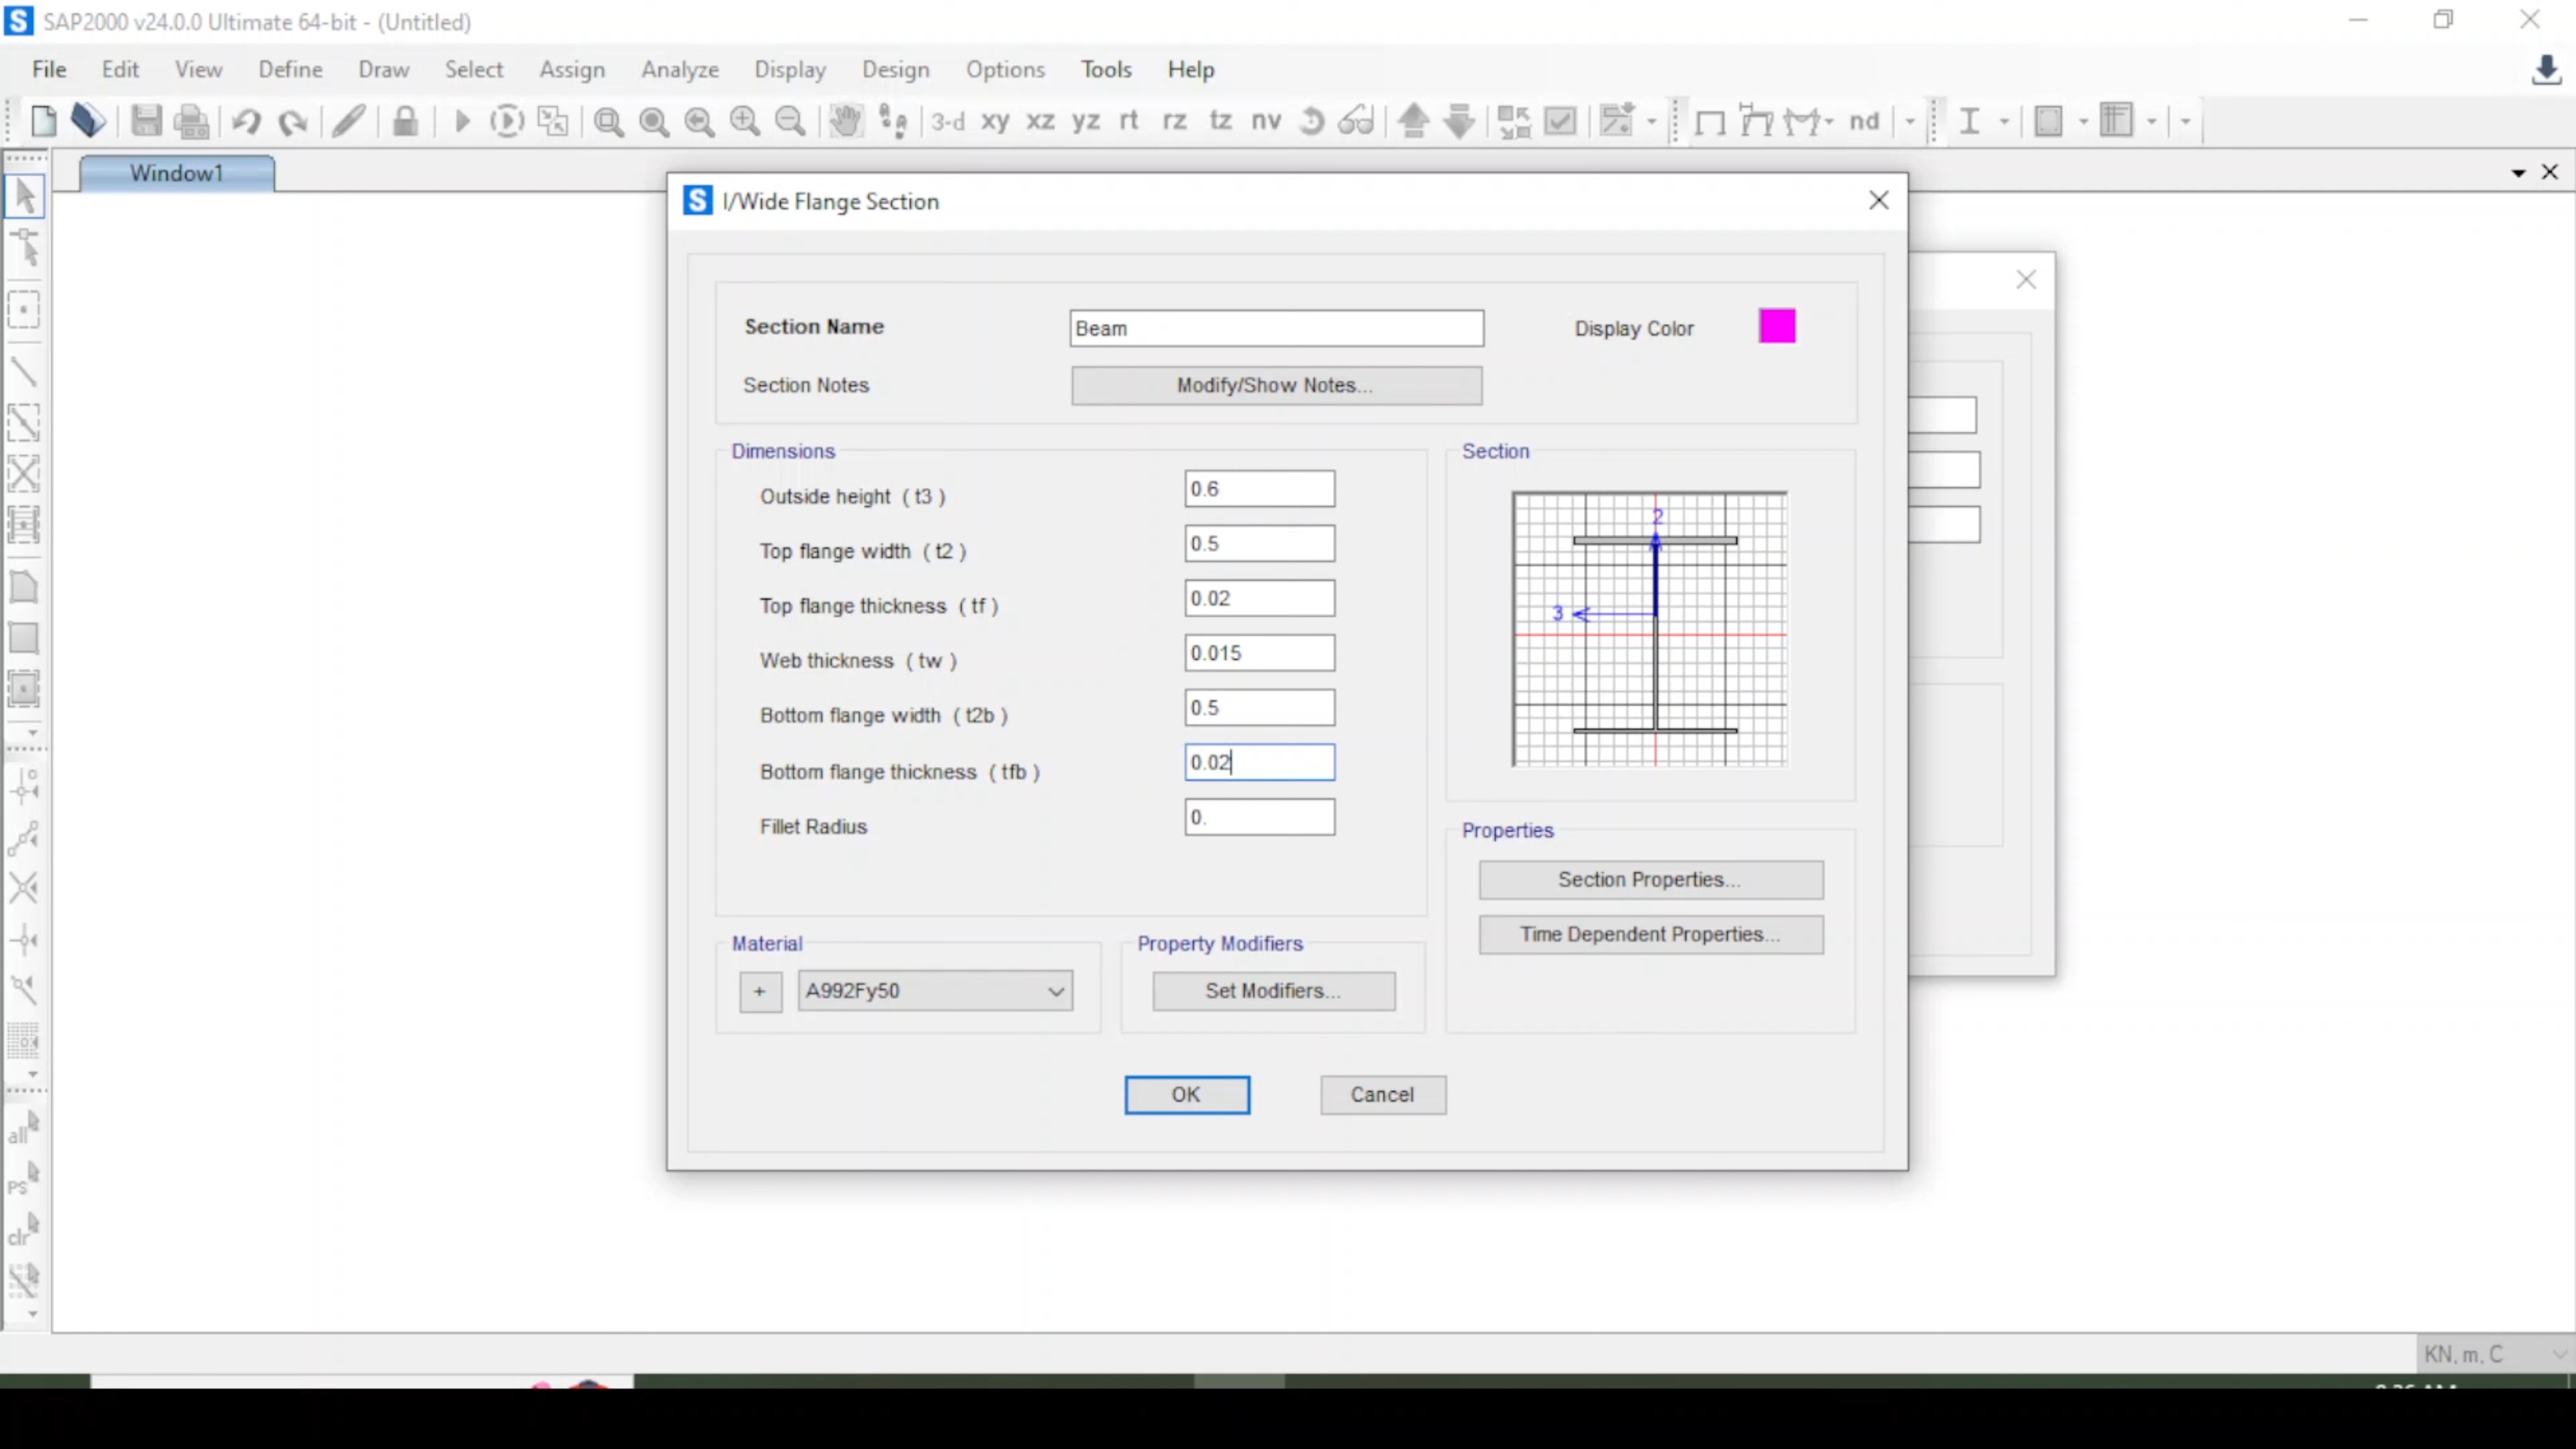 S SAP2000 v24.0.0 Ultimate 64-bit - (Untitled)
File Edit View Define Draw Select Assign Analyze Display Design Options Tools Help
3-d xy xz yz rt rz tz nv nd
Window1
S I/Wide Flange Section
Section Name Beam Display Color
Section Notes Modify/Show Notes...
Dimensions
Outside height ( t3 ) 0.6
Top flange width ( t2 ) 0.5
Top flange thickness ( tf ) 0.02
Web thickness ( tw ) 0.015
Bottom flange width ( t2b ) 0.5
Bottom flange thickness ( tfb ) 0.02
Fillet Radius 0.
Section
2
3
Properties
Section Properties...
Time Dependent Properties...
Material
+ A992Fy50
Property Modifiers
Set Modifiers...
OK Cancel
all
PS
clr
KN, m, C